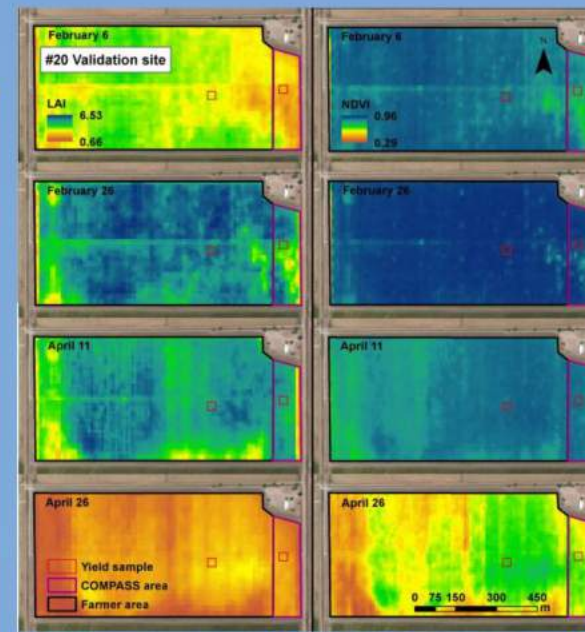 February 6
#20 Validation site
LAI
6.53
0.66
February 6
N
NDVI
0.96
0.29
February 26
February 26
April 11
April 11
April 26
Yield sample
COMPASS area
Farmer area
April 26
0 75 150 300 450
m